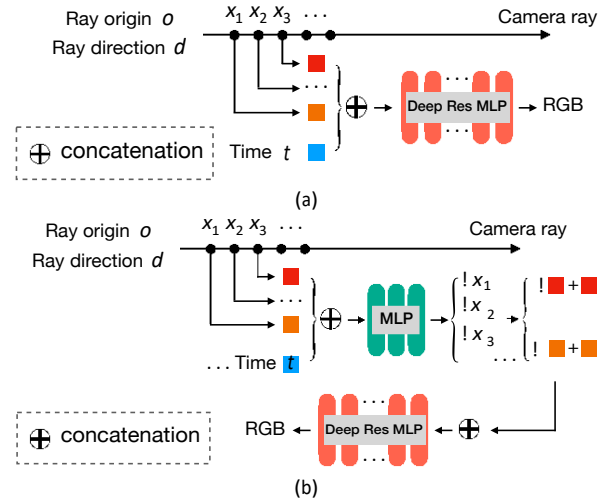 Ray origin o x1 x2 x3 ... Camera ray
Ray direction d
...
... Deep Res MLP ... RGB
Time t
⊕ concatenation
(a)
Ray origin o x1 x2 x3 ... Camera ray
Ray direction d
...
MLP
! x1
! x2
! x3
...
! +
! +
... Time t
... Deep Res MLP ... RGB
⊕ concatenation
(b)